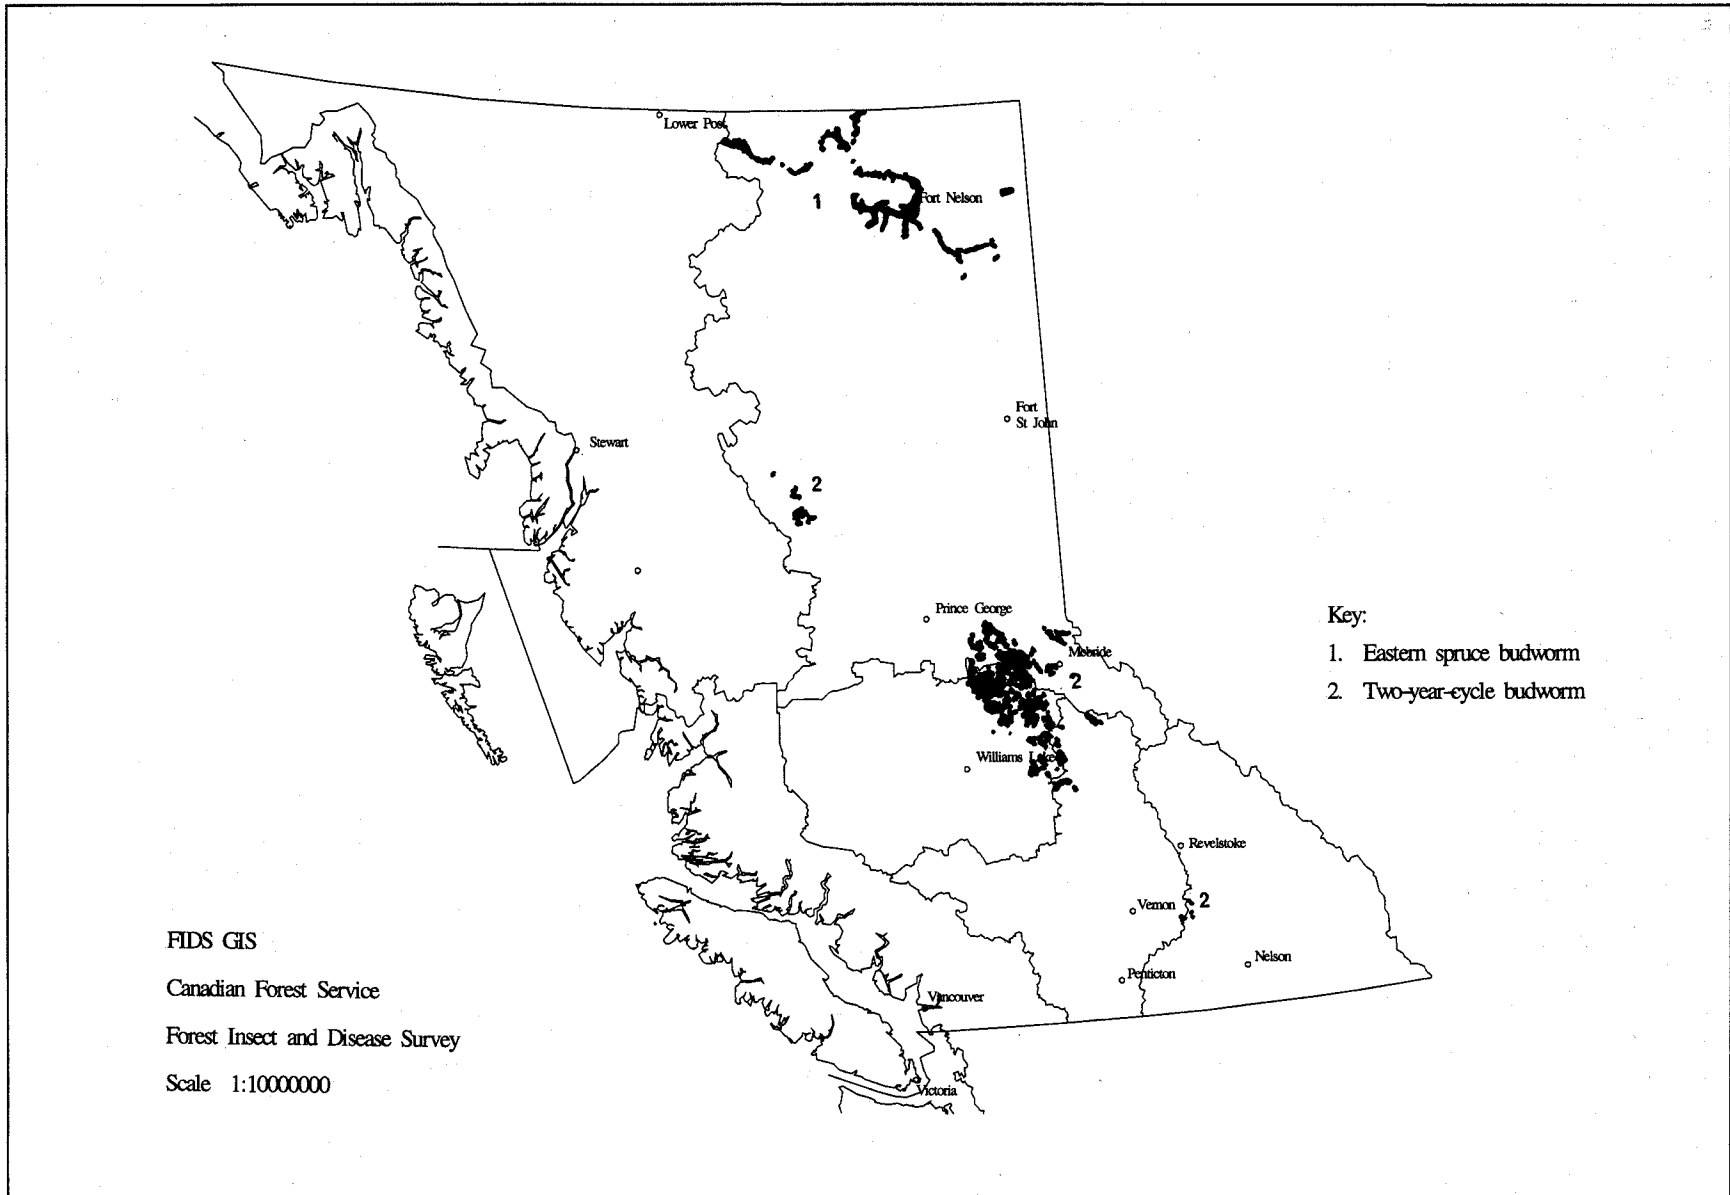 Lower Post
1
Fort Nelson
Fort
St John
Stewart
2
Prince George
Mcbride
2
Key:
1. Eastern spruce budworm
2. Two-year-cycle budworm
Williams Lake
Revelstoke
Vernon
2
Penticton
Nelson
Vancouver
Victoria
FIDS GIS
Canadian Forest Service
Forest Insect and Disease Survey
Scale 1:10000000